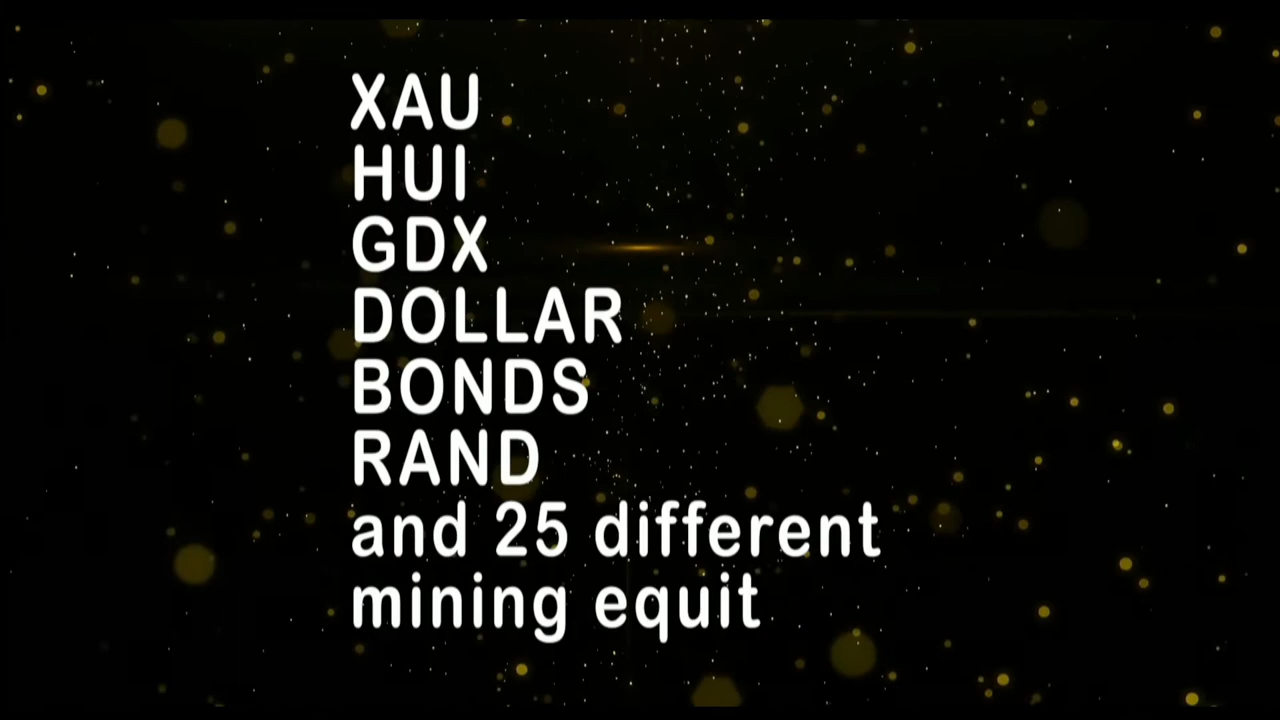 XAU
HUI
GDX
DOLLAR
BONDS
RAND
and 25 different
mining equit